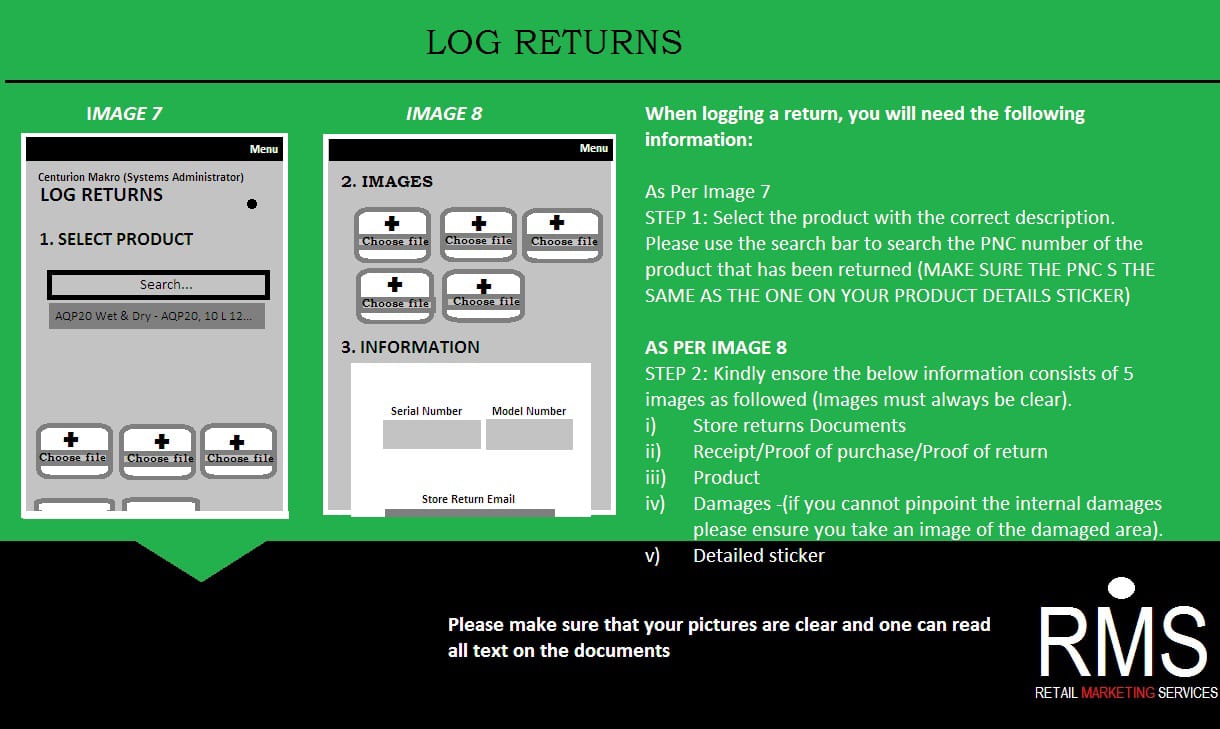 LOG RETURNS
IMAGE 7
Menu
Centurion Makro (Systems Administrator)
LOG RETURNS
1. SELECT PRODUCT
Search...
AQP20 Wet & Dry - AQP20, 10 L 12...
Choose file
Choose file
Choose file
IMAGE 8
Menu
2. IMAGES
Choose file
Choose file
Choose file
Choose file
Choose file
3. INFORMATION
Serial Number
Model Number
Store Return Email
When logging a return, you will need the following
information:
As Per Image 7
STEP 1: Select the product with the correct description.
Please use the search bar to search the PNC number of the
product that has been returned (MAKE SURE THE PNC S THE
SAME AS THE ONE ON YOUR PRODUCT DETAILS STICKER)
AS PER IMAGE 8
STEP 2: Kindly ensore the below information consists of 5
images as followed (Images must always be clear).
i) Store returns Documents
ii) Receipt/Proof of purchase/Proof of return
iii) Product
iv) Damages -(if you cannot pinpoint the internal damages
please ensure you take an image of the damaged area).
v) Detailed sticker
Please make sure that your pictures are clear and one can read
all text on the documents
RMS
RETAIL MARKETING SERVICES